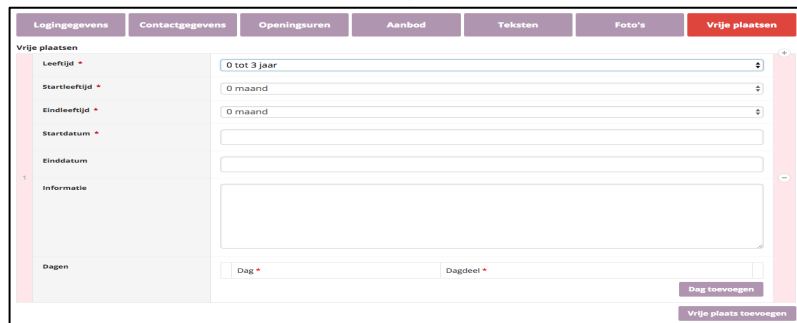 Logingegevens Contactgegevens Openingsuren Aanbod Teksten Foto's Vrije plaatsen
Vrije plaatsen
Leeftijd * 0 tot 3 jaar
Startleeftijd * 0 maand
Eindleeftijd * 0 maand
Startdatum *
Einddatum
1
Informatie
Dagen Dag * Dagdeel *
Dag toevoegen
Vrije plaats toevoegen